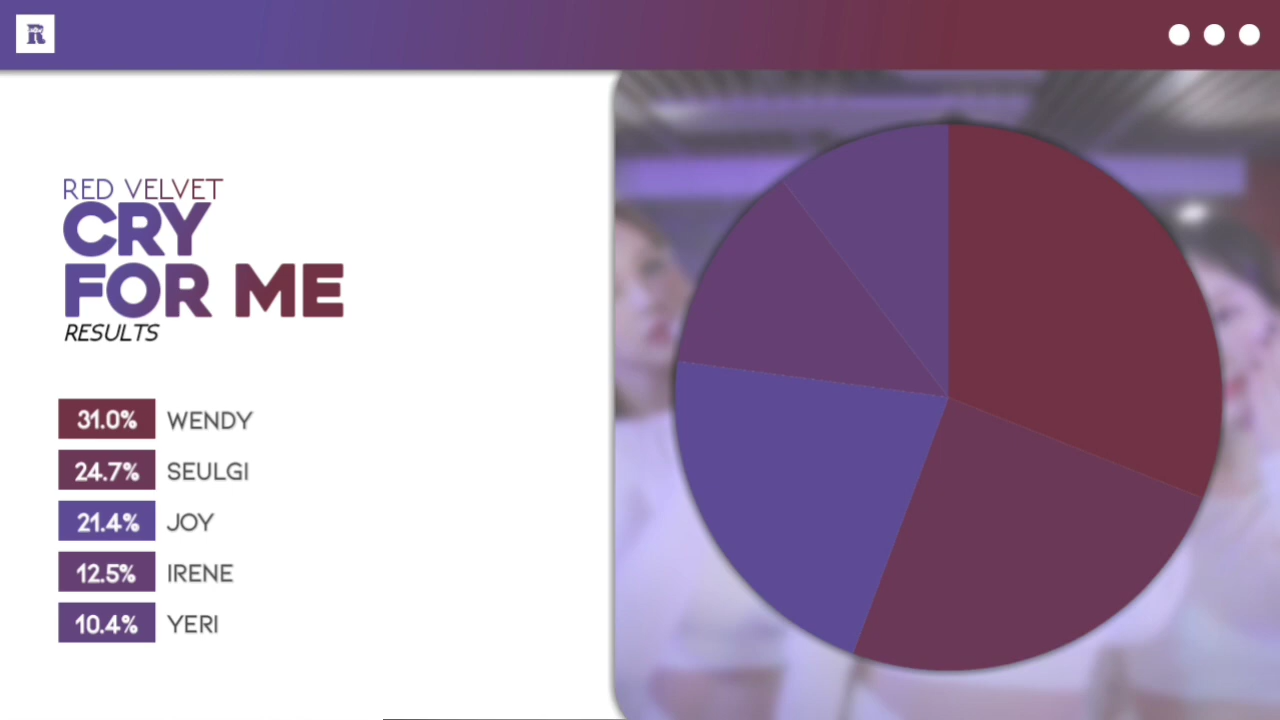 R
RED VELVET
CRY
FOR ME
RESULTS
31.0% WENDY
24.7% SEULGI
21.4% JOY
12.5% IRENE
10.4% YERI